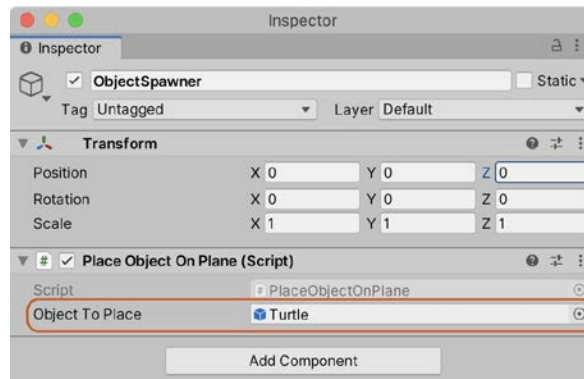 Inspector
Inspector
ObjectSpawner Static
Tag Untagged Layer Default
Transform
Position X 0 Y 0 Z 0
Rotation X 0 Y 0 Z 0
Scale X 1 Y 1 Z 1
# Place Object On Plane (Script)
Script # PlaceObjectOnPlane
Object To Place Turtle
Add Component